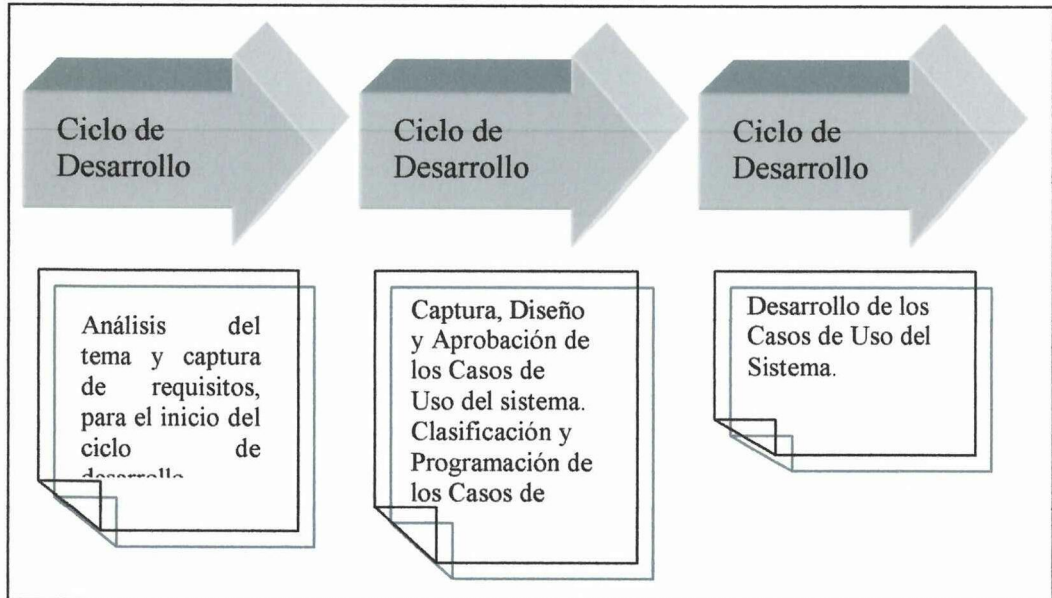 Ciclo de
Desarrollo
Ciclo de
Desarrollo
Ciclo de
Desarrollo
Análisis del
tema y captura
de requisitos,
para el inicio del
ciclo de
desarrollo
Captura, Diseño
y Aprobación de
los Casos de
Uso del sistema.
Clasificación y
Programación de
los Casos de
Desarrollo de los
Casos de Uso del
Sistema.